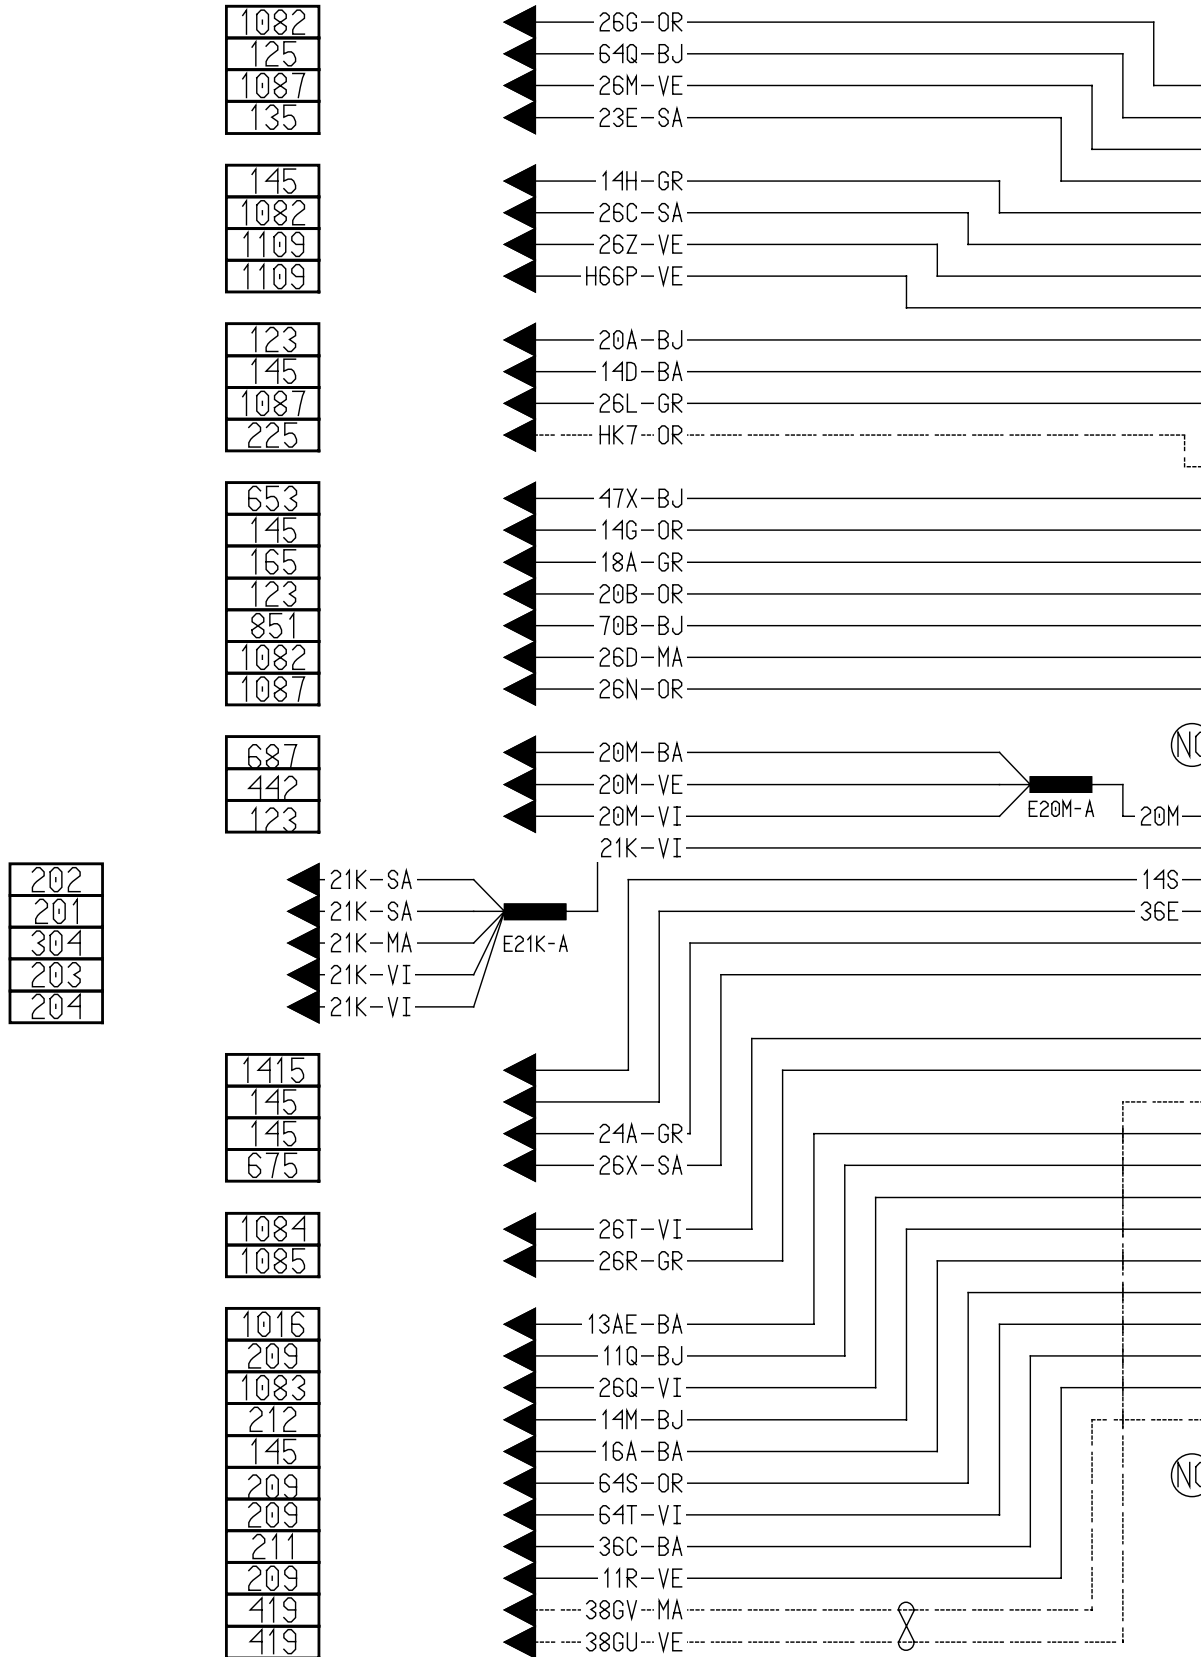 1082 26G-OR
125 64Q-BJ
1087 26M-VE
135 23E-SA
145 14H-GR
1082 26C-SA
1109 26Z-VE
1109 H66P-VE
123 20A-BJ
145 14D-BA
1087 26L-GR
225 HK7-OR
653 47X-BJ
145 14G-OR
165 18A-GR
123 20B-OR
851 70B-BJ
1082 26D-MA
1087 26N-OR
687 20M-BA
442 20M-VE
E20M-A
123 20M-VI 20M
21K-VI
202 21K-SA 14S
201 21K-SA 36E
304 21K-MA E21K-A
203 21K-VI
204 21K-VI
1415
145
145 24A-GR
675 26X-SA
1084 26T-VI
1085 26R-GR
1016 13AE-BA
209 11Q-BJ
1083 26Q-VI
212 14M-BJ
145 16A-BA
209 64S-OR
209 64T-VI
211 36C-BA
209 11R-VE
419 38GV-MA
419 38GU-VE